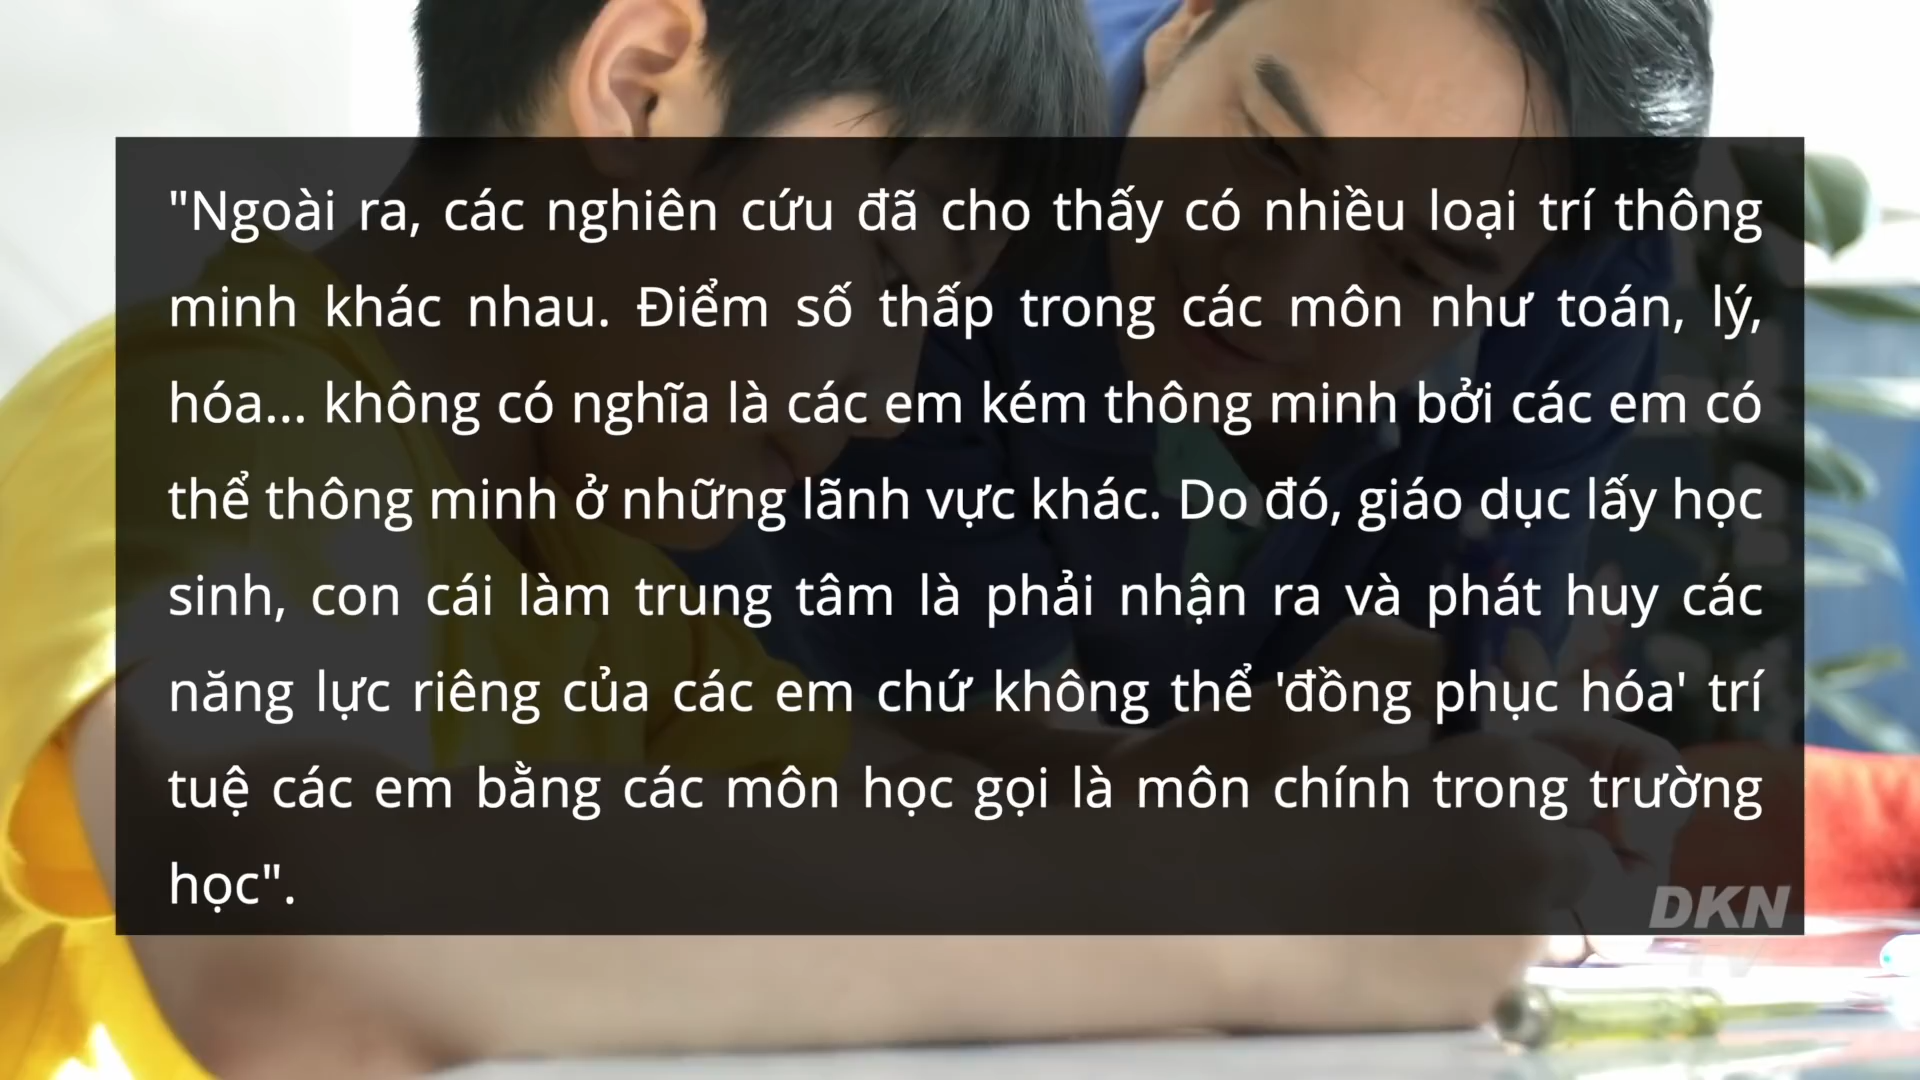 "Ngoài ra, các nghiên cứu đã cho thấy có nhiều loại trí thông
minh khác nhau. Điểm số thấp trong các môn như toán, lý,
hóa... không có nghĩa là các em kém thông minh bởi các em có
thể thông minh ở những lãnh vực khác. Do đó, giáo dục lấy học
sinh, con cái làm trung tâm là phải nhận ra và phát huy các
năng lực riêng của các em chứ không thể 'đồng phục hóa' trí
tuệ các em bằng các môn học gọi là môn chính trong trường
học".
DKN
TV